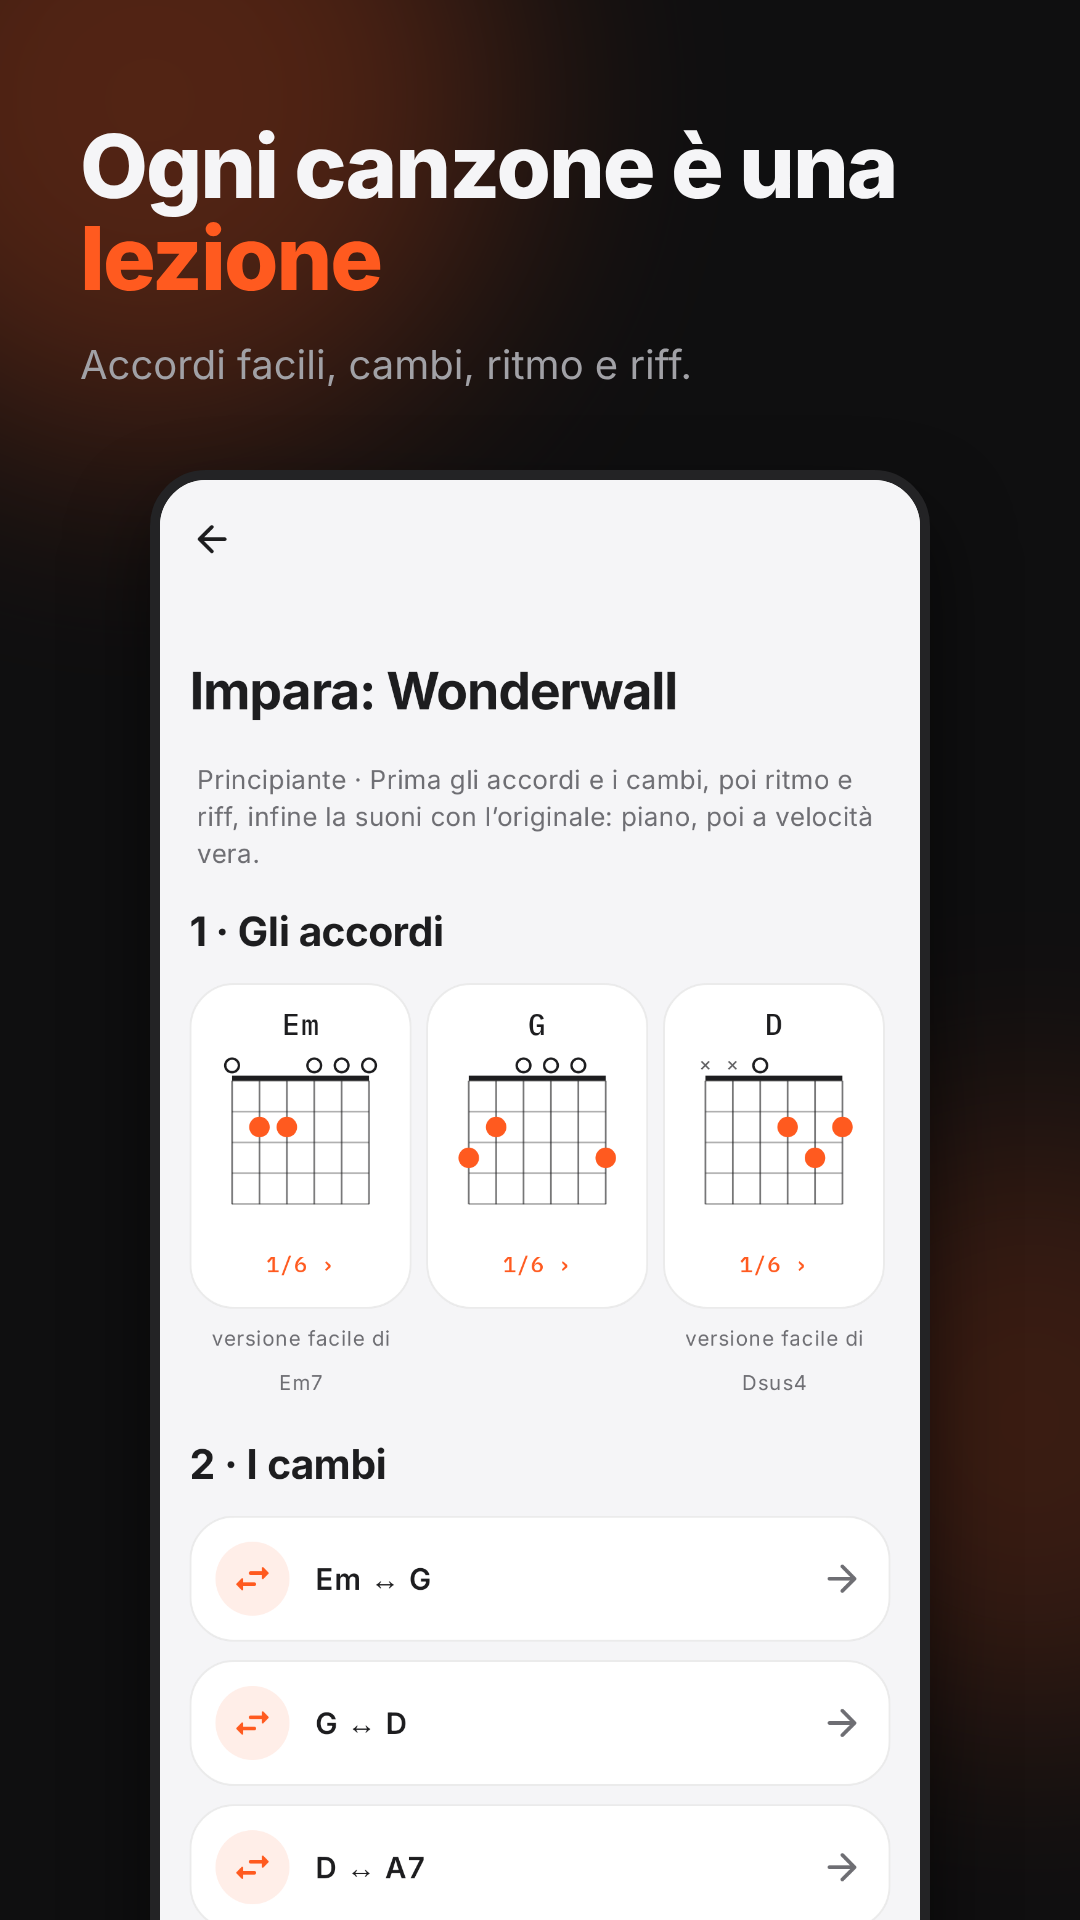 Ogni canzone è una
lezione
Accordi facili, cambi, ritmo e riff.
Impara: Wonderwall
Principiante · Prima gli accordi e i cambi, poi ritmo e
riff, infine la suoni con l’originale: piano, poi a velocità
vera.
1 · Gli accordi
Em G D
× ×
1/6 › 1/6 › 1/6 ›
versione facile di versione facile di
Em7 Dsus4
2 · I cambi
Em ↔ G
G ↔ D
D ↔ A7